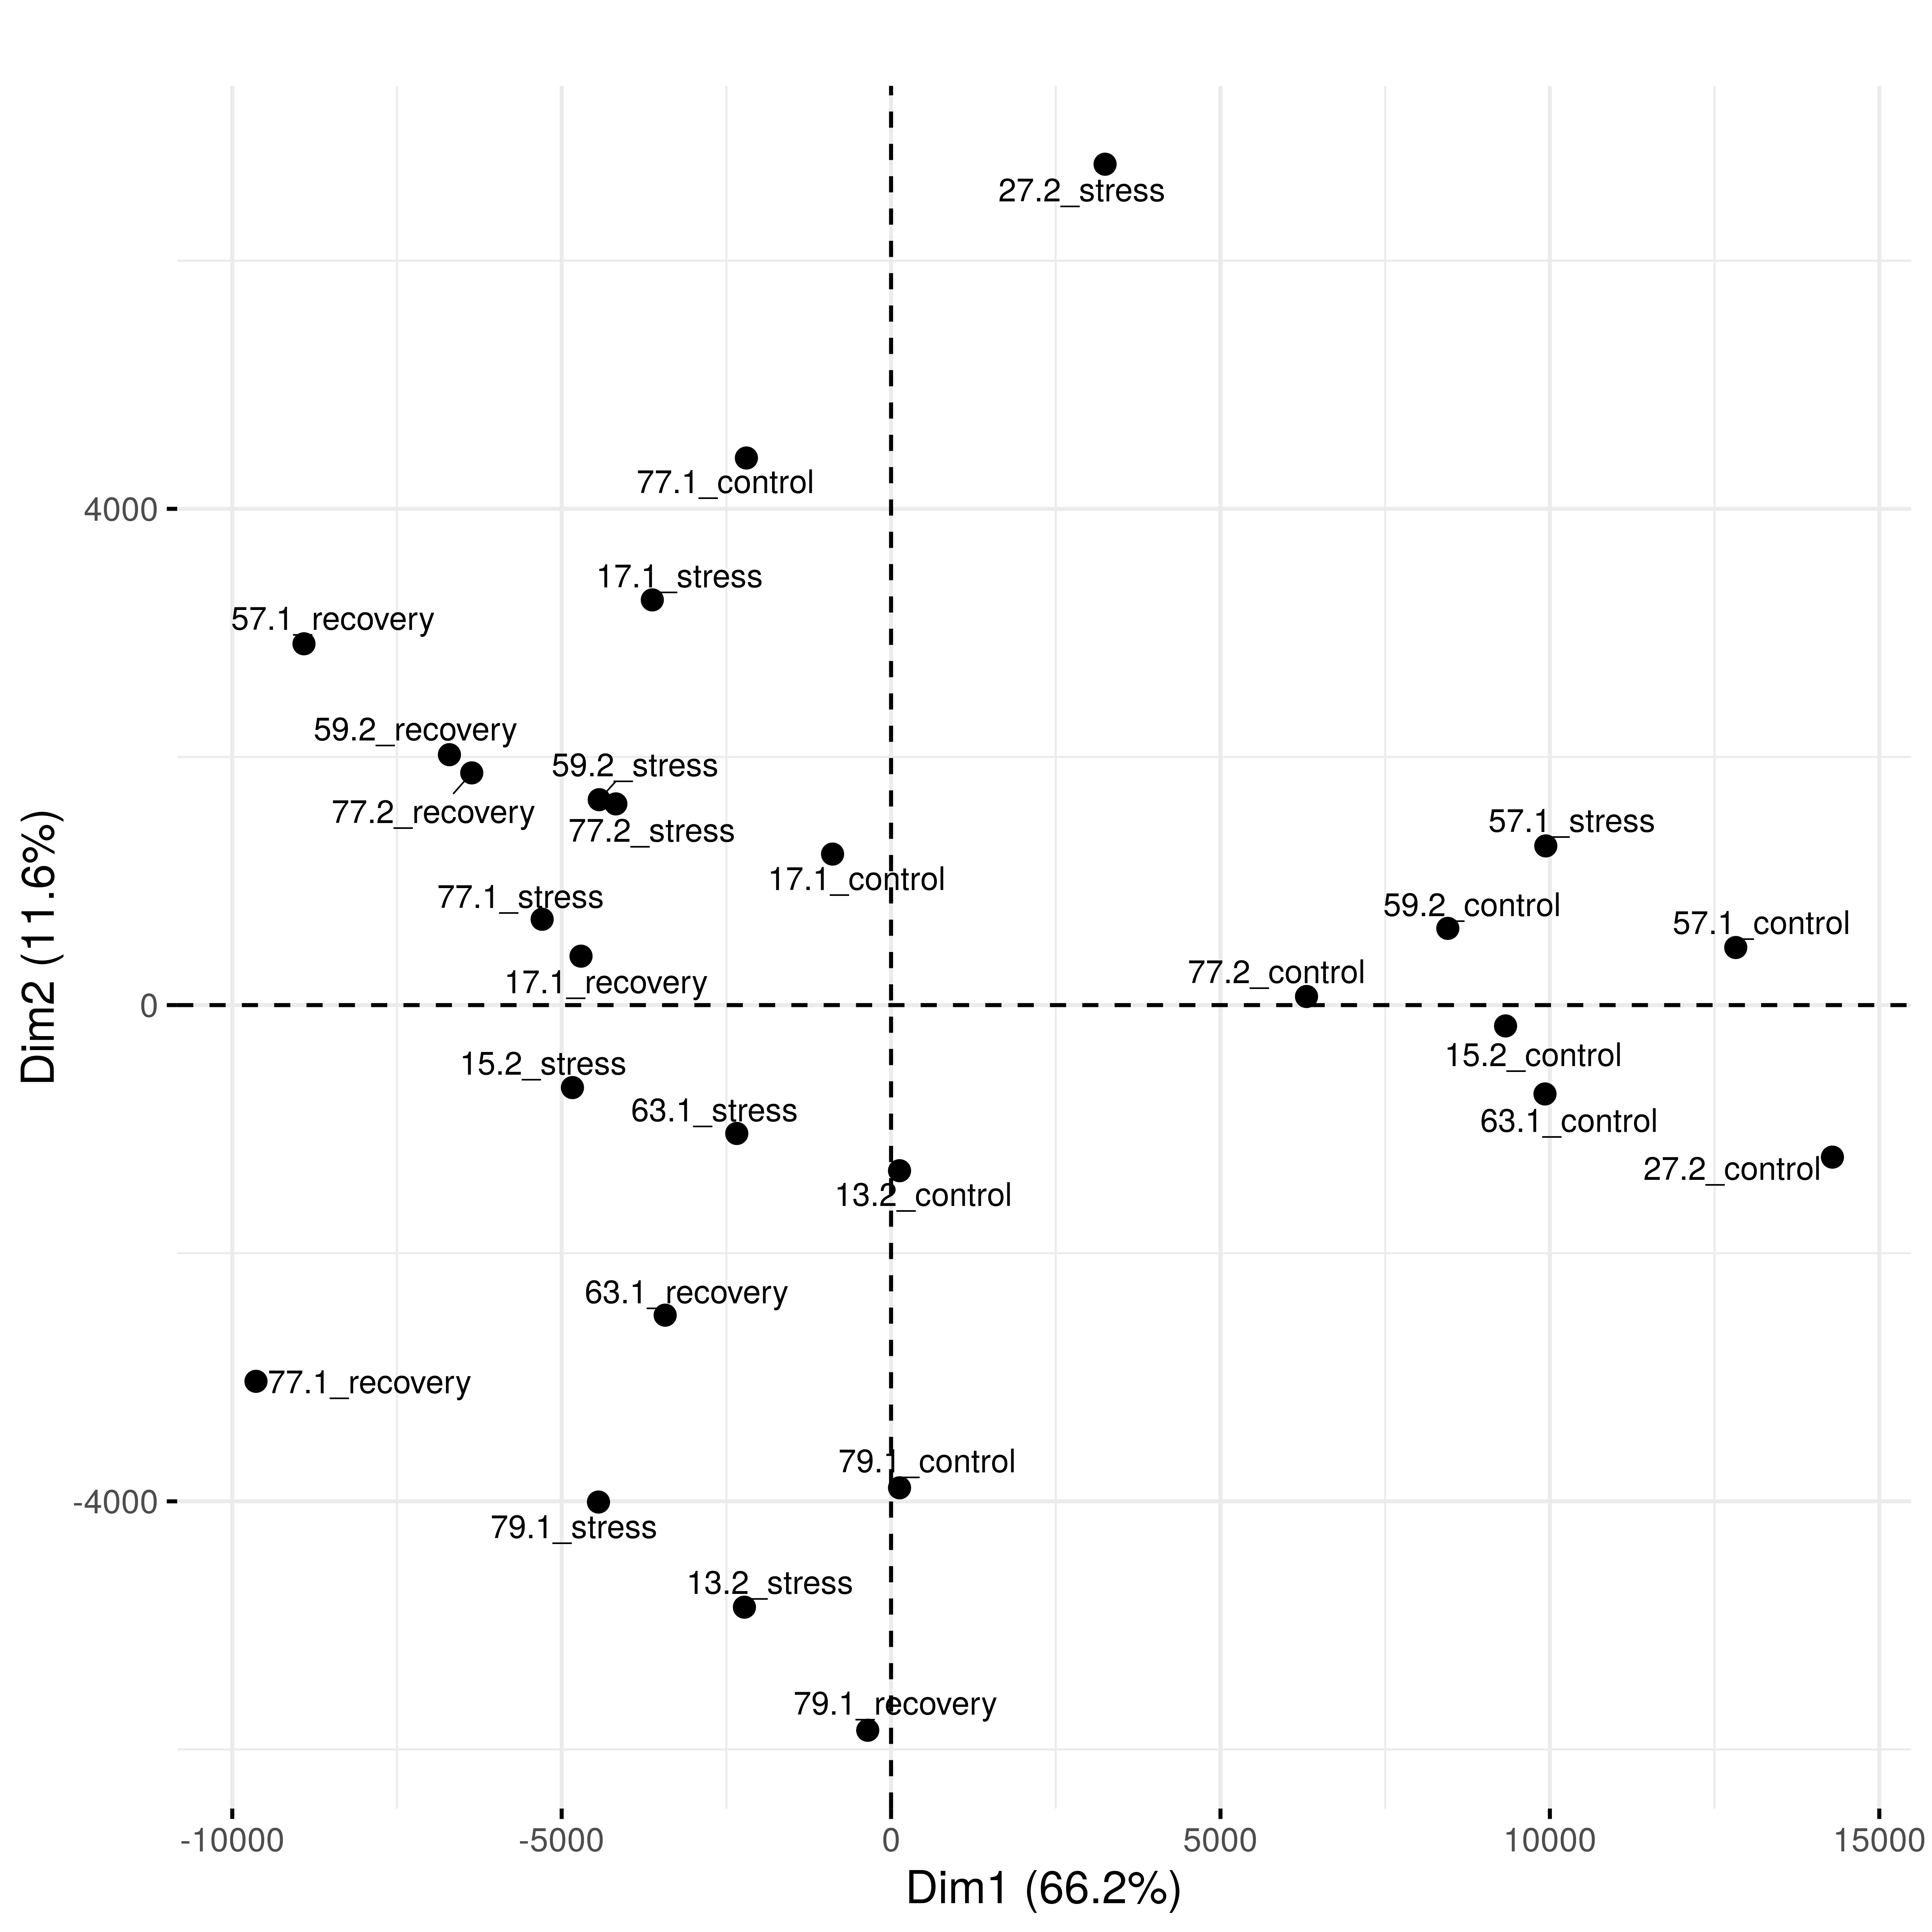 27.2_stress
77.1_control
4000
17.1_stress
57.1_recovery
59.2_recovery
59.2_stress
77.2_recovery
77.2_stress
57.1_stress
17.1_control
77.1_stress
59.2_control
57.1_control
17.1_recovery
77.2_control
0
15.2_stress
15.2_control
63.1_stress
63.1_control
27.2_control
13.2_control
63.1_recovery
77.1_recovery
79.1_control
-4000
79.1_stress
13.2_stress
79.1_recovery
-10000
-5000
0
5000
10000
15000
Dim1 (66.2%)
Dim2 (11.6%)